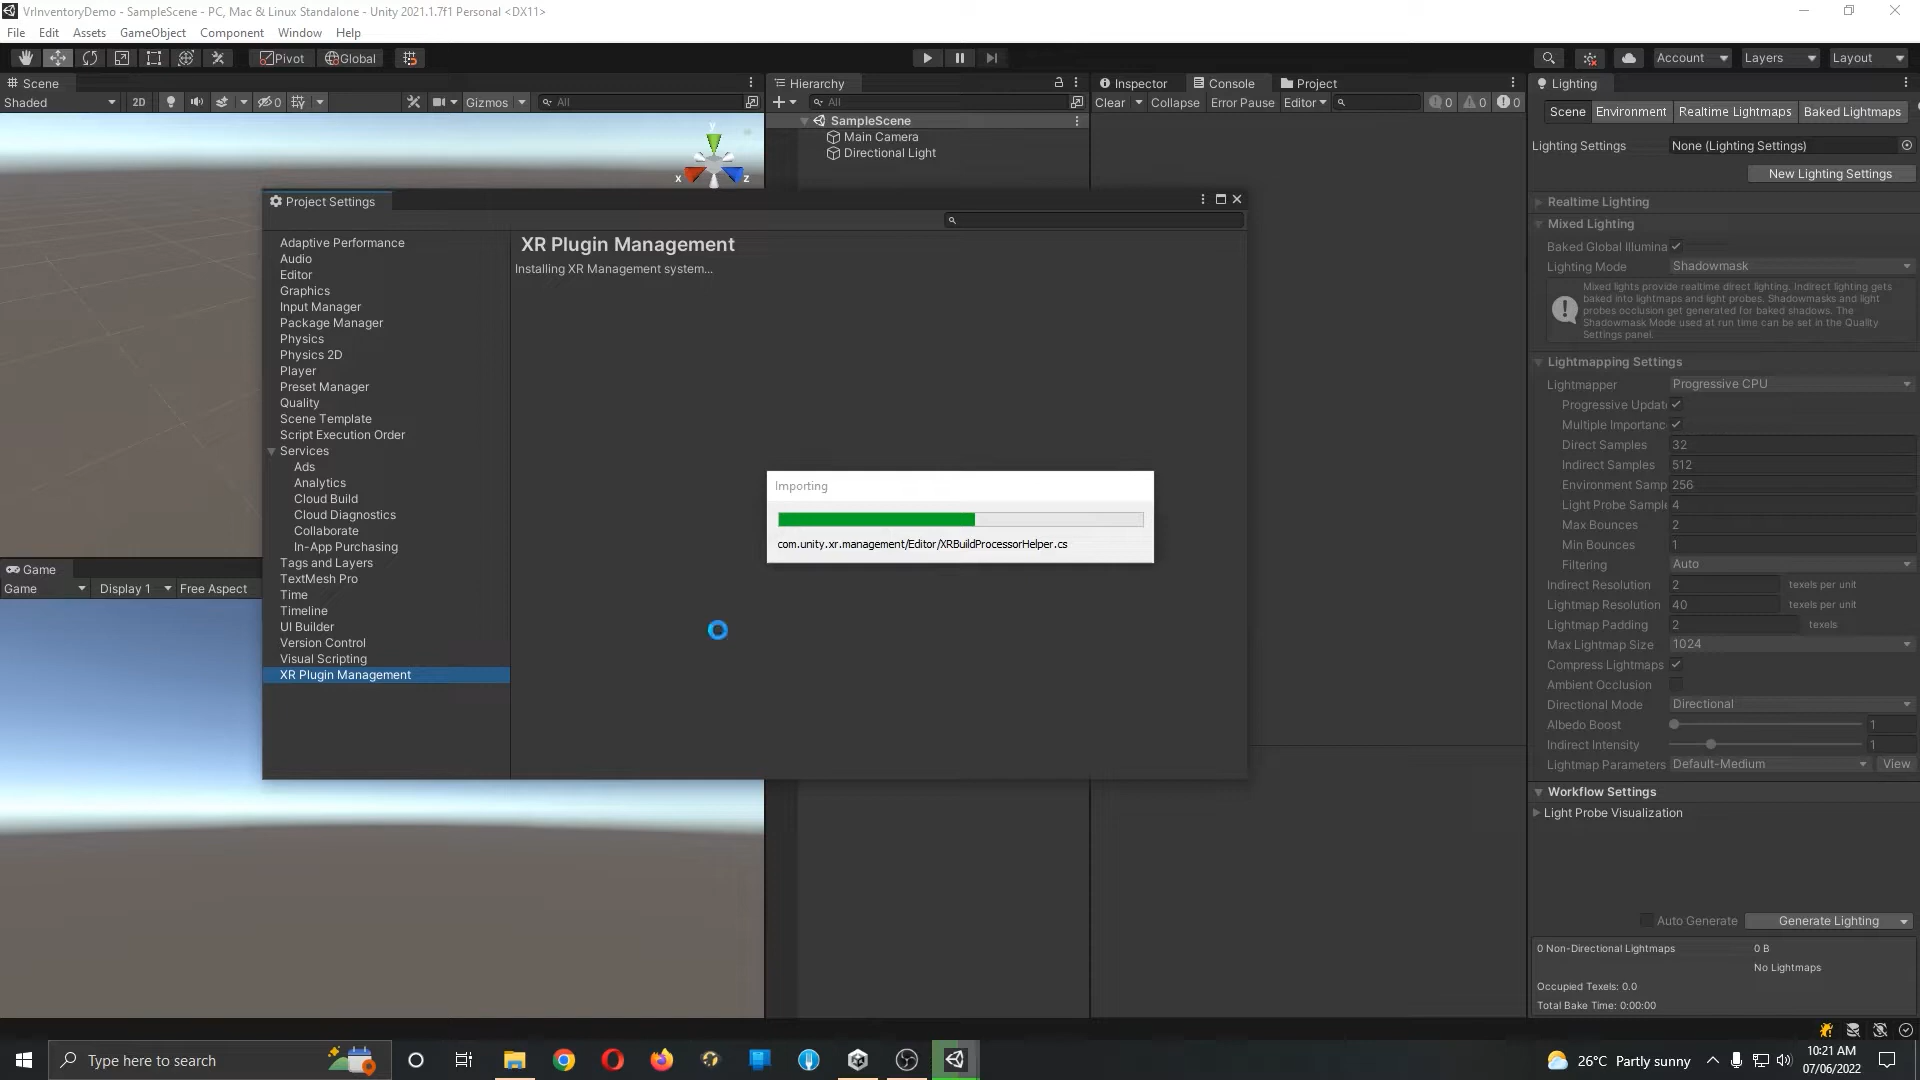 VrInventoryDemo - SampleScene - PC, Mac & Linux Standalone - Unity 2021.1.7f1 Personal <DX11>
File Edit Assets GameObject Component Window Help
Pivot Global Account Layers Layout
Scene
Shaded 2D 0 Gizmos All
y
x z
Hierarchy
All
SampleScene
Main Camera
Directional Light
Inspector Console Project
Clear Collapse Error Pause Editor 0 0 0
Project Settings
Adaptive Performance
Audio
Editor
Graphics
Input Manager
Package Manager
Physics
Physics 2D
Player
Preset Manager
Quality
Scene Template
Script Execution Order
Services
Ads
Analytics
Cloud Build
Cloud Diagnostics
Collaborate
In-App Purchasing
Tags and Layers
TextMesh Pro
Time
Timeline
UI Builder
Version Control
Visual Scripting
XR Plugin Management
XR Plugin Management
Installing XR Management system...
Importing
com.unity.xr.management/Editor/XRBuildProcessorHelper.cs
Game
Game Display 1 Free Aspect
Lighting
Scene Environment Realtime Lightmaps Baked Lightmaps
Lighting Settings None (Lighting Settings)
New Lighting Settings
Realtime Lighting
Mixed Lighting
Baked Global Illumina
Lighting Mode Shadowmask
Mixed lights provide realtime direct lighting. Indirect lighting gets
baked into lightmaps and light probes. Shadowmasks and light
probes occlusion get generated for baked shadows. The
Shadowmask Mode used at run time can be set in the Quality
Settings panel.
Lightmapping Settings
Lightmapper Progressive CPU
Progressive Updat
Multiple Importanc
Direct Samples 32
Indirect Samples 512
Environment Samp 256
Light Probe Sample 4
Max Bounces 2
Min Bounces 1
Filtering Auto
Indirect Resolution 2 texels per unit
Lightmap Resolution 40 texels per unit
Lightmap Padding 2 texels
Max Lightmap Size 1024
Compress Lightmaps
Ambient Occlusion
Directional Mode Directional
Albedo Boost 1
Indirect Intensity 1
Lightmap Parameters Default-Medium View
Workflow Settings
Light Probe Visualization
Auto Generate Generate Lighting
0 Non-Directional Lightmaps 0 B
No Lightmaps
Occupied Texels: 0.0
Total Bake Time: 0:00:00
Type here to search
26°C Partly sunny
10:21 AM
07/06/2022